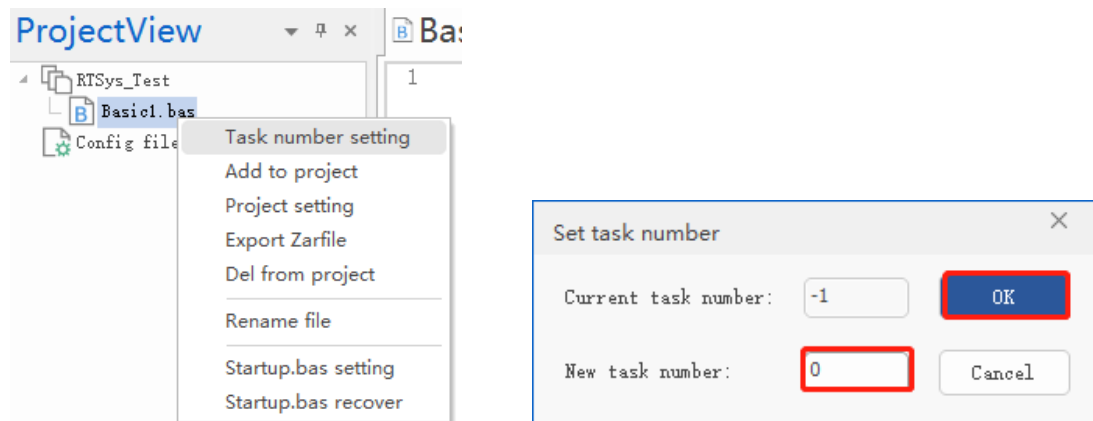 ProjectView
Bas
1
RTSys_Test
Basic1.bas
Config file
Task number setting
Add to project
Project setting
Export Zarfile
Del from project
Rename file
Startup.bas setting
Startup.bas recover
Set task number
Current task number: -1 OK
New task number: 0 Cancel